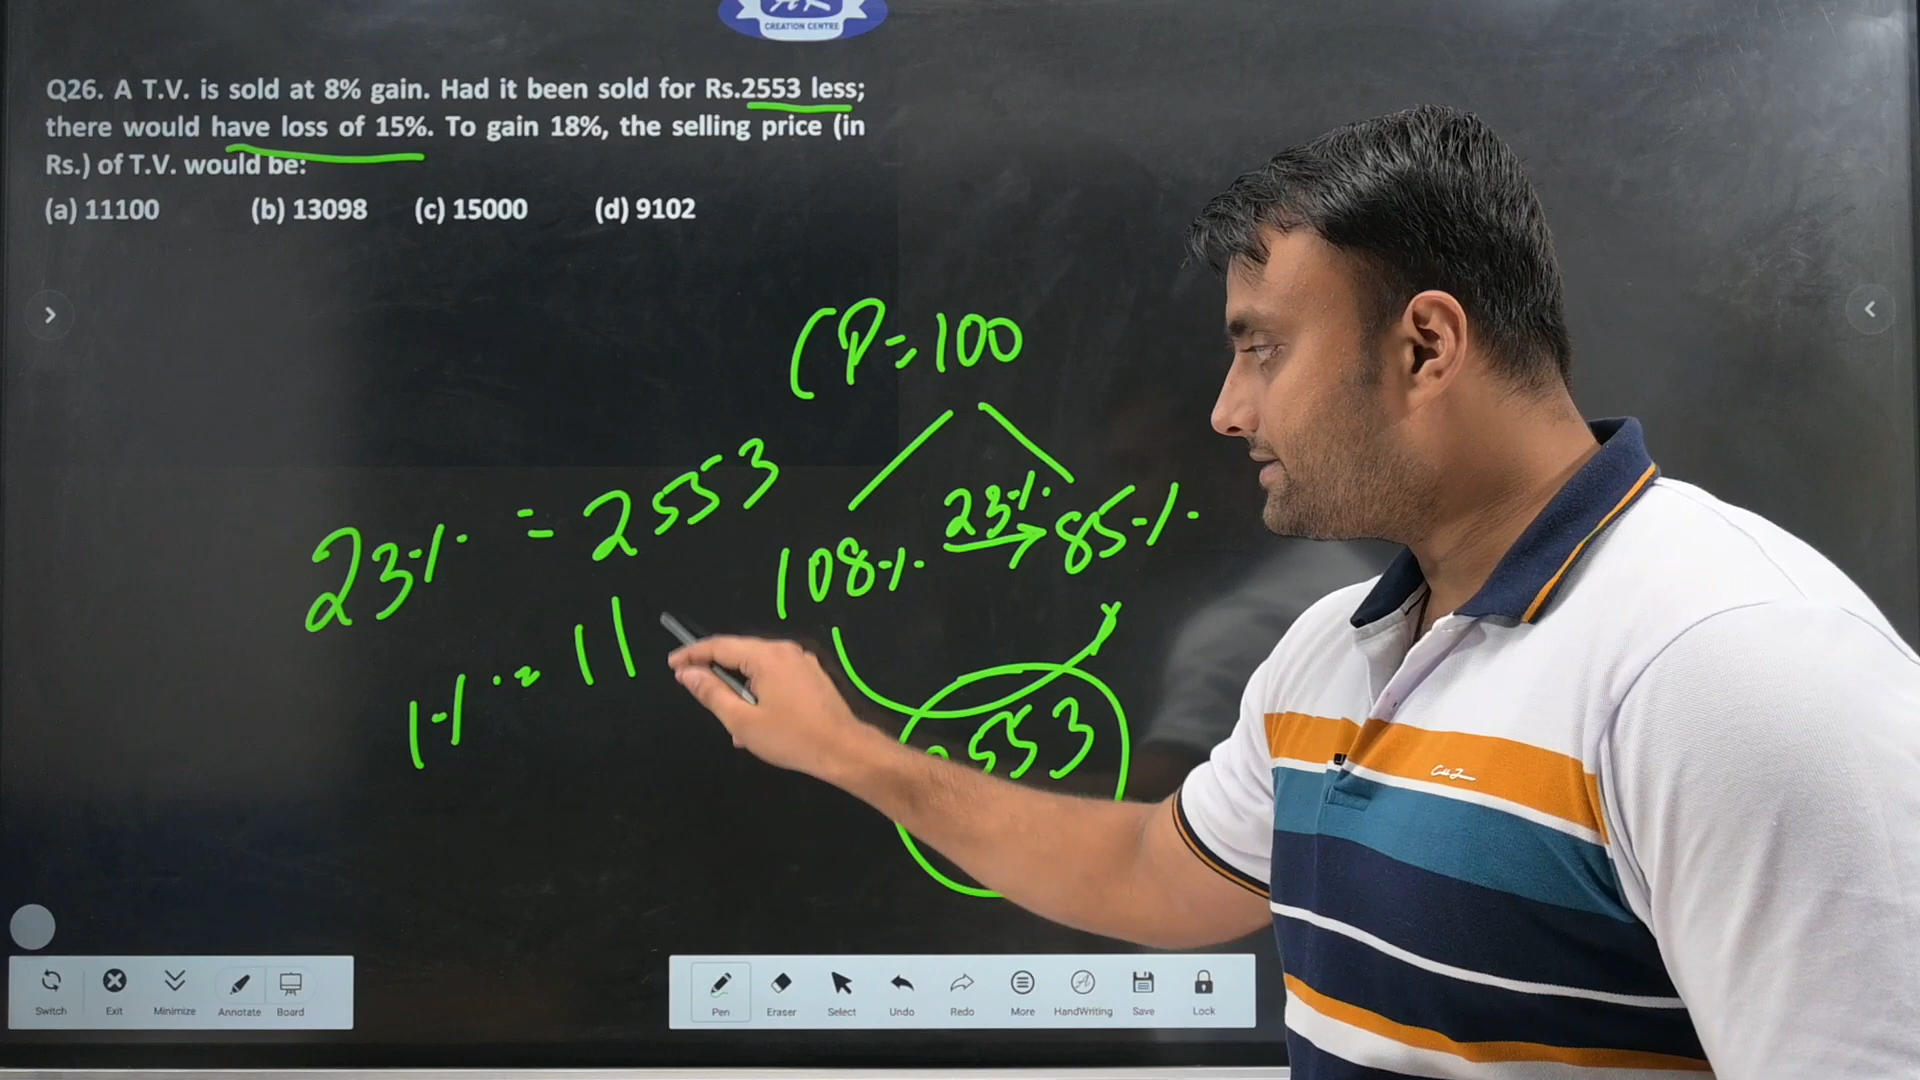 CREATION CENTRE
Q26. A T.V. is sold at 8% gain. Had it been sold for Rs.2553 less;
there would have loss of 15%. To gain 18%, the selling price (in
Rs.) of T.V. would be:
(a) 11100 (b) 13098 (c) 15000 (d) 9102
CP=100
23% = 2553
108% 23% 85%
1% = 11
2553
Switch Exit Minimize Annotate Board
Pen Eraser Select Undo Redo More HandWriting Save Lock